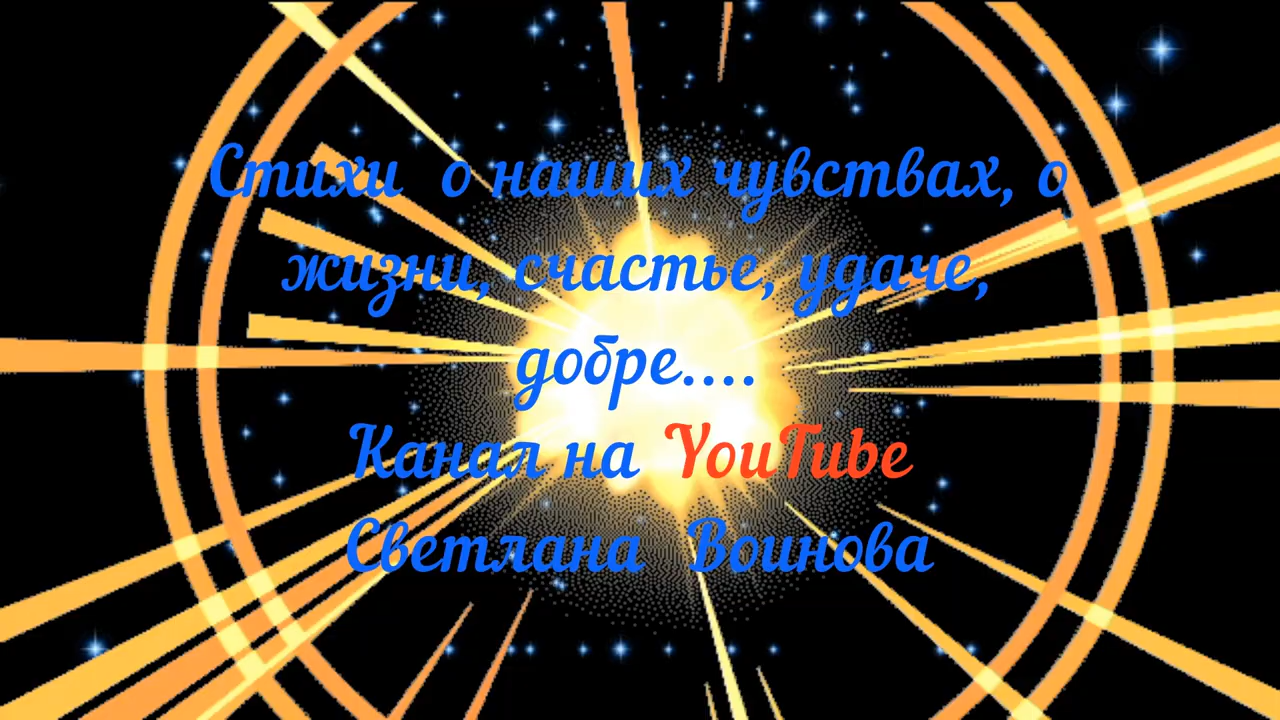 Стихи о наших чувствах, о
жизни, счастье, удаче,
добре....
Канал на YouTube
Светлана Воинова